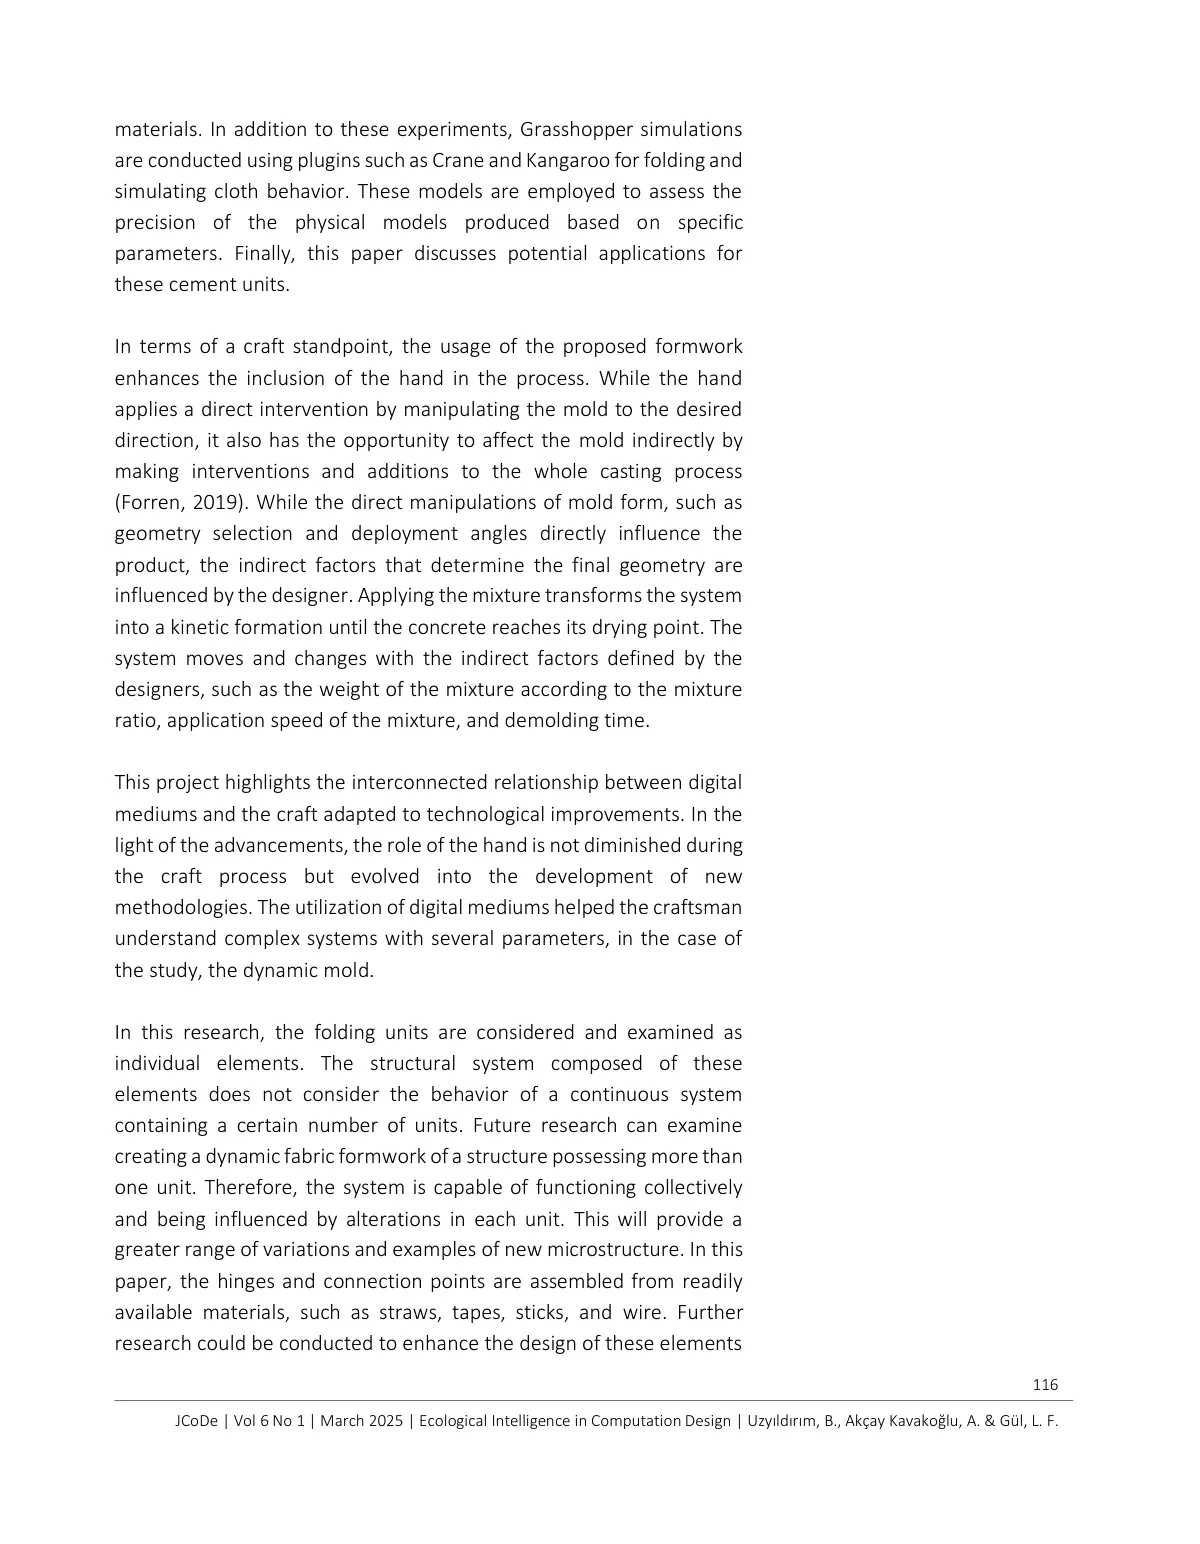 materials. In addition to these experiments, Grasshopper simulations
are conducted using plugins such as Crane and Kangaroo for folding and
simulating cloth behavior. These models are employed to assess the
precision of the physical models produced based on specific
parameters. Finally, this paper discusses potential applications for
these cement units.
In terms of a craft standpoint, the usage of the proposed formwork
enhances the inclusion of the hand in the process. While the hand
applies a direct intervention by manipulating the mold to the desired
direction, it also has the opportunity to affect the mold indirectly by
making interventions and additions to the whole casting process
(Forren, 2019). While the direct manipulations of mold form, such as
geometry selection and deployment angles directly influence the
product, the indirect factors that determine the final geometry are
influenced by the designer. Applying the mixture transforms the system
into a kinetic formation until the concrete reaches its drying point. The
system moves and changes with the indirect factors defined by the
designers, such as the weight of the mixture according to the mixture
ratio, application speed of the mixture, and demolding time.
This project highlights the interconnected relationship between digital
mediums and the craft adapted to technological improvements. In the
light of the advancements, the role of the hand is not diminished during
the craft process but evolved into the development of new
methodologies. The utilization of digital mediums helped the craftsman
understand complex systems with several parameters, in the case of
the study, the dynamic mold.
In this research, the folding units are considered and examined as
individual elements. The structural system composed of these
elements does not consider the behavior of a continuous system
containing a certain number of units. Future research can examine
creating a dynamic fabric formwork of a structure possessing more than
one unit. Therefore, the system is capable of functioning collectively
and being influenced by alterations in each unit. This will provide a
greater range of variations and examples of new microstructure. In this
paper, the hinges and connection points are assembled from readily
available materials, such as straws, tapes, sticks, and wire. Further
research could be conducted to enhance the design of these elements
116
JCoDe | Vol 6 No 1 | March 2025 | Ecological Intelligence in Computation Design | Uzyıldırım, B., Akçay Kavakoğlu, A. & Gül, L. F.